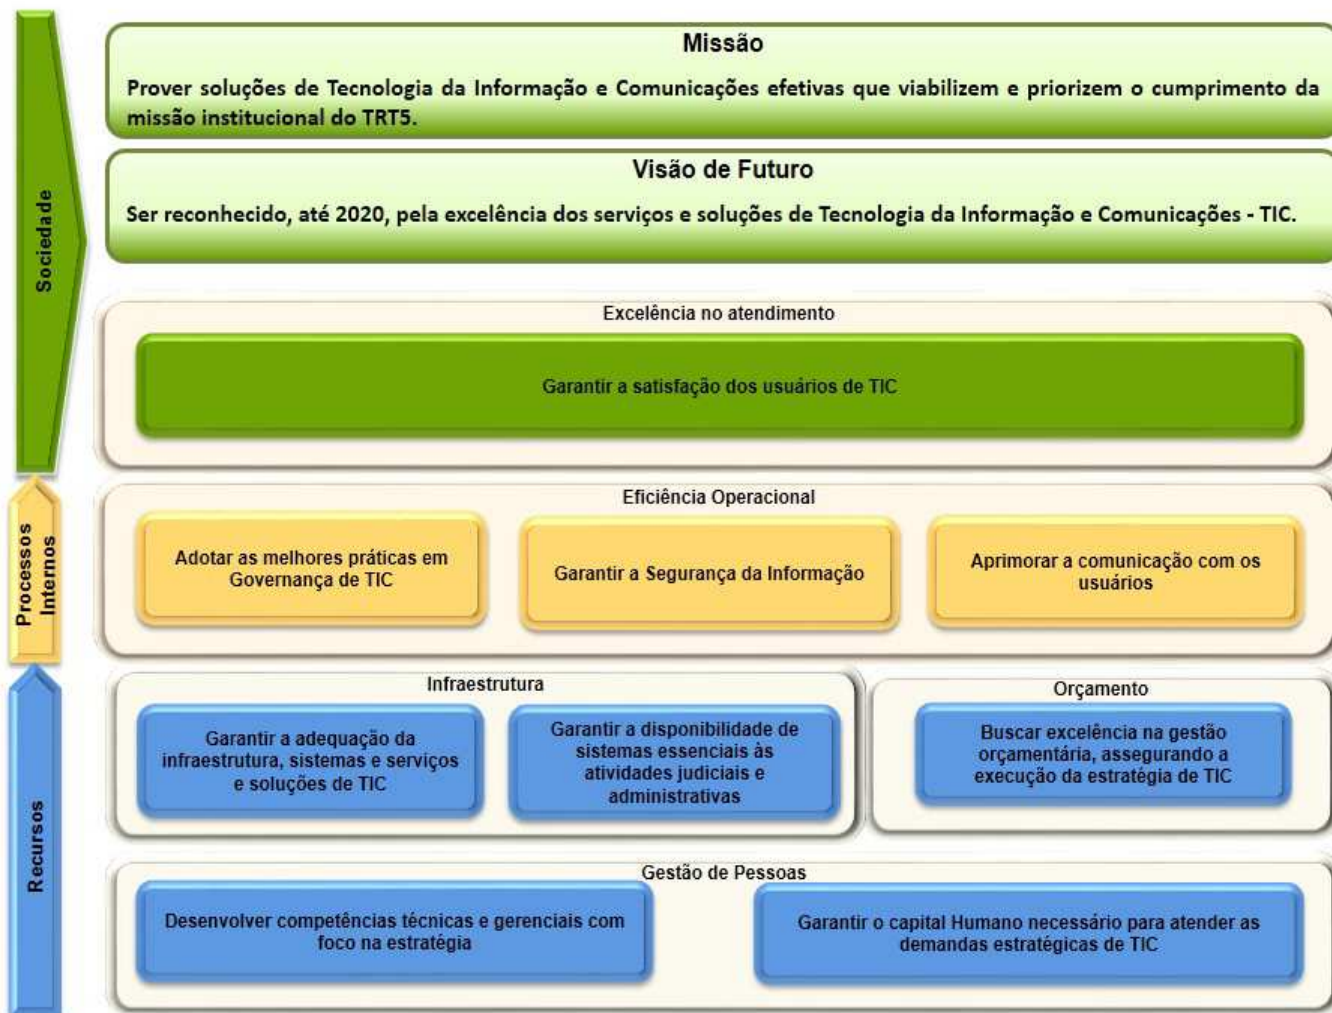 Missão
Prover soluções de Tecnologia da Informação e Comunicações efetivas que viabilizem e priorizem o cumprimento da
missão institucional do TRT5.
Visão de Futuro
Ser reconhecido, até 2020, pela excelência dos serviços e soluções de Tecnologia da Informação e Comunicações - TIC.
Sociedade
Excelência no atendimento
Garantir a satisfação dos usuários de TIC
Processos
Internos
Eficiência Operacional
Adotar as melhores práticas em
Governança de TIC
Garantir a Segurança da Informação
Aprimorar a comunicação com os
usuários
Recursos
Infraestrutura
Garantir a adequação da
infraestrutura, sistemas e serviços
e soluções de TIC
Garantir a disponibilidade de
sistemas essenciais às
atividades judiciais e
administrativas
Orçamento
Buscar excelência na gestão
orçamentária, assegurando a
execução da estratégia de TIC
Gestão de Pessoas
Desenvolver competências técnicas e gerenciais com
foco na estratégia
Garantir o capital Humano necessário para atender as
demandas estratégicas de TIC